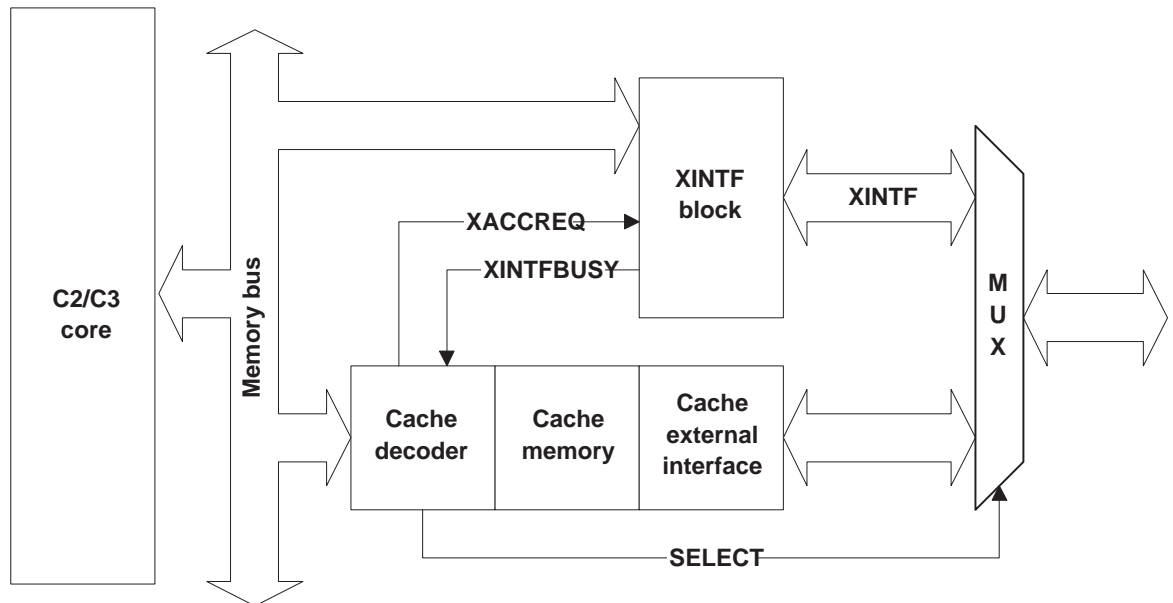 C2/C3
core
Memory bus
XINTF
block
XINTF
XACCREQ
XINTFBUSY
M
U
X
Cache
decoder
Cache
memory
Cache
external
interface
SELECT